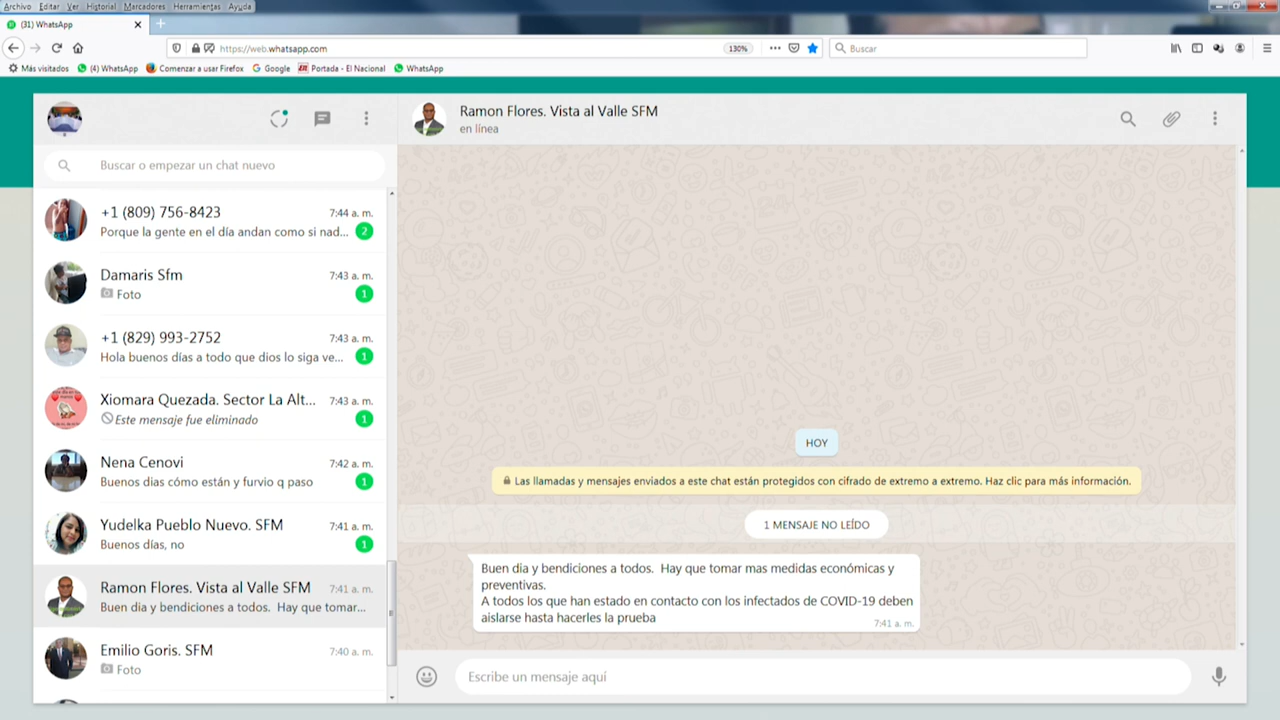 Archivo Editar Ver Historial Marcadores Herramientas Ayuda
(31) WhatsApp
https://web.whatsapp.com
130%
Buscar
Más visitados
(4) WhatsApp
Comenzar a usar Firefox
Google
Portada - El Nacional
WhatsApp
Buscar o empezar un chat nuevo
+1 (809) 756-8423
7:44 a. m.
Porque la gente en el día andan como si nad...
2
Damaris Sfm
7:43 a. m.
Foto
1
+1 (829) 993-2752
7:43 a. m.
Hola buenos días a todo que dios lo siga ve...
1
Xiomara Quezada. Sector La Alt...
7:43 a. m.
Este mensaje fue eliminado
1
Nena Cenovi
7:42 a. m.
Buenos dias cómo están y furvio q paso
1
Yudelka Pueblo Nuevo. SFM
7:41 a. m.
Buenos días, no
1
Ramon Flores. Vista al Valle SFM
7:41 a. m.
Buen dia y bendiciones a todos. Hay que tomar...
Emilio Goris. SFM
7:40 a. m.
Foto
Ramon Flores. Vista al Valle SFM
en línea
HOY
Las llamadas y mensajes enviados a este chat están protegidos con cifrado de extremo a extremo. Haz clic para más información.
1 MENSAJE NO LEÍDO
Buen dia y bendiciones a todos. Hay que tomar mas medidas económicas y
preventivas.
A todos los que han estado en contacto con los infectados de COVID-19 deben
aislarse hasta hacerles la prueba
7:41 a. m.
Escribe un mensaje aquí